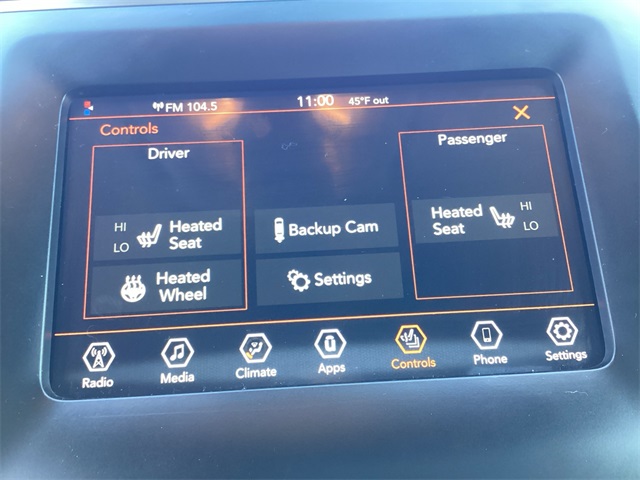 FM 104.5
11:00
45°F out
Controls
Driver
Passenger
HI
LO
Heated
Seat
Backup Cam
Heated
Seat
HI
LO
Heated
Wheel
Settings
Radio
Media
Climate
Apps
Controls
Phone
Settings